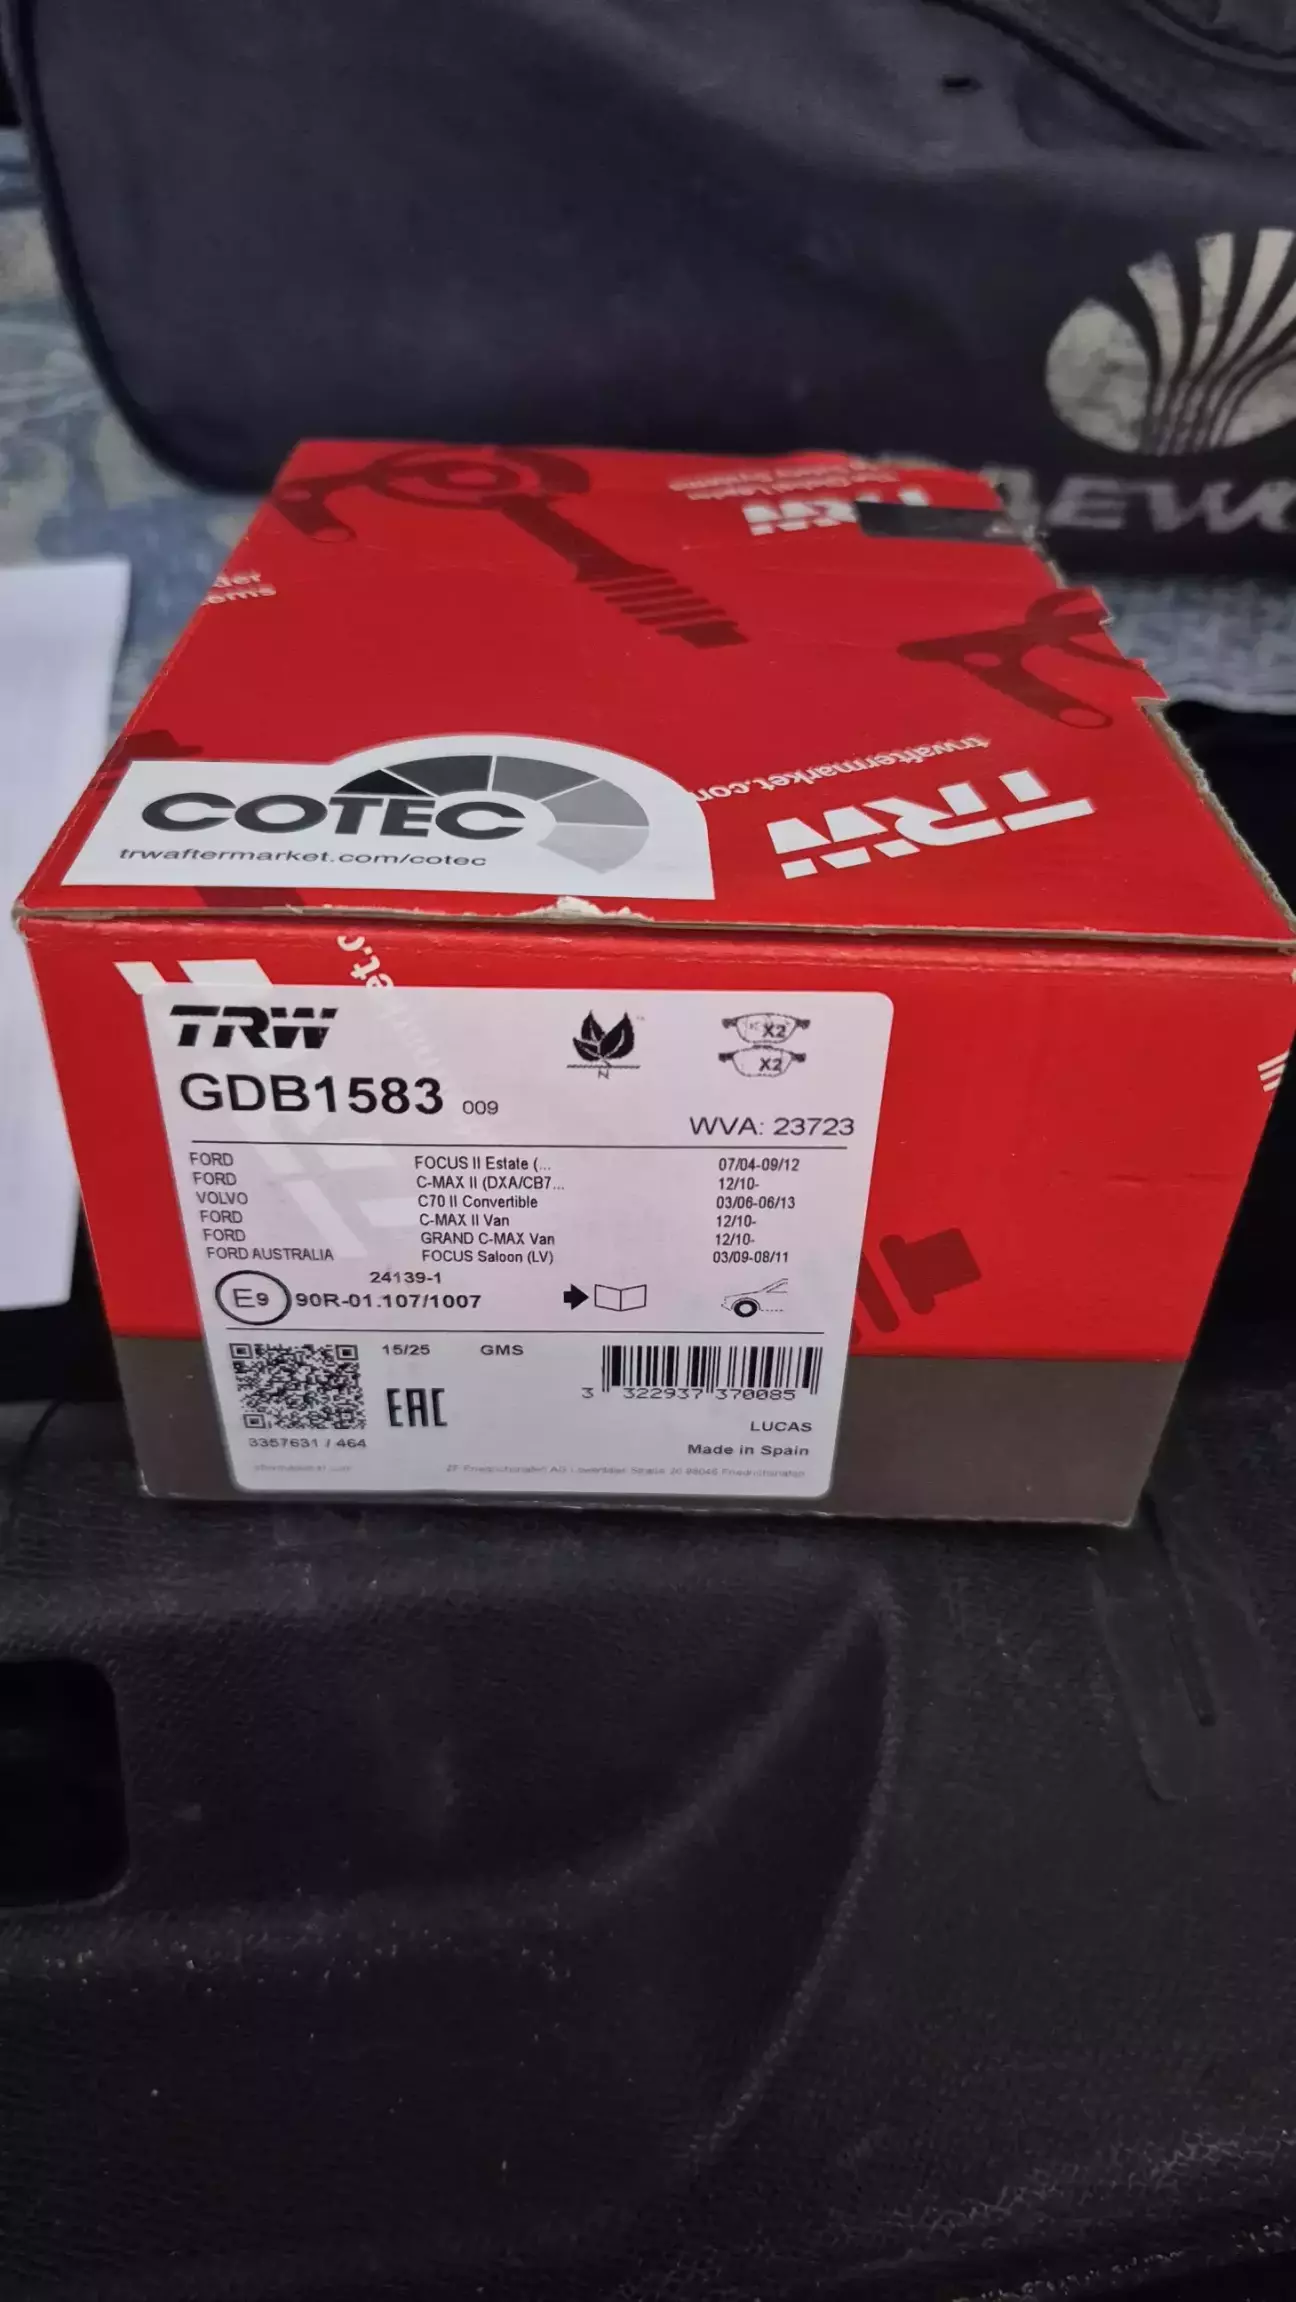 TRW
COTEC
trwaftermarket.com/cotec
trwaftermarket.com
TRW
TRW
GDB1583 009
X2
X2
WVA: 23723
FORD FOCUS II Estate (... 07/04-09/12
FORD C-MAX II (DXA/CB7... 12/10-
VOLVO C70 II Convertible 03/06-06/13
FORD C-MAX II Van 12/10-
FORD GRAND C-MAX Van 12/10-
FORD AUSTRALIA FOCUS Saloon (LV) 03/09-08/11
24139-1
E9 90R-01.107/1007
15/25 GMS
EAC
3 322937 370085
3357631 / 464
LUCAS
Made in Spain